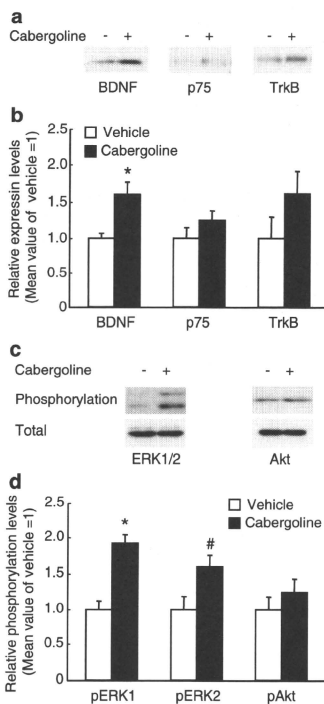 a
Cabergoline - + - + - +
BDNF p75 TrkB
b
Relative expressin levels
(Mean value of vehicle =1)
2.5
2.0
1.5
1.0
0.5
0
Vehicle
Cabergoline
*
BDNF p75 TrkB
c
Cabergoline - + - +
Phosphorylation
Total
ERK1/2 Akt
d
Relative phosphorylation levels
(Mean value of vehicle =1)
2.5
2.0
1.5
1.0
0.5
0
Vehicle
Cabergoline
*
#
pERK1 pERK2 pAkt